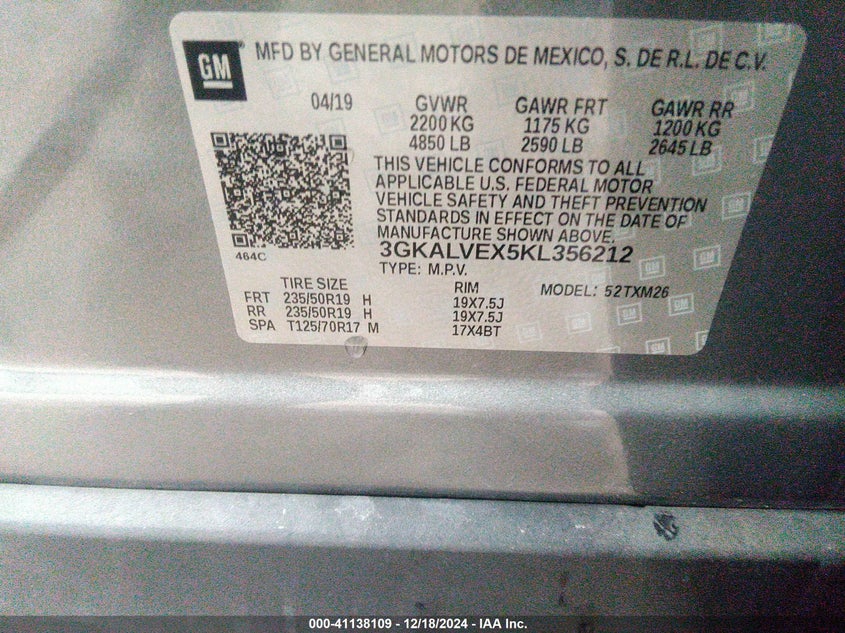 GM
MFD BY GENERAL MOTORS DE MEXICO, S. DE R.L. DE C.V.
04/19 GVWR GAWR FRT GAWR RR
2200 KG 1175 KG 1200 KG
4850 LB 2590 LB 2645 LB
THIS VEHICLE CONFORMS TO ALL
APPLICABLE U.S. FEDERAL MOTOR
VEHICLE SAFETY AND THEFT PREVENTION
STANDARDS IN EFFECT ON THE DATE OF
MANUFACTURE SHOWN ABOVE.
464C
3GKALVEX5KL356212
TYPE: M.P.V.
TIRE SIZE RIM MODEL: 52TXM26
FRT 235/50R19 H 19X7.5J
RR 235/50R19 H 19X7.5J
SPA T125/70R17 M 17X4BT
000-41138109 - 12/18/2024 - IAA Inc.